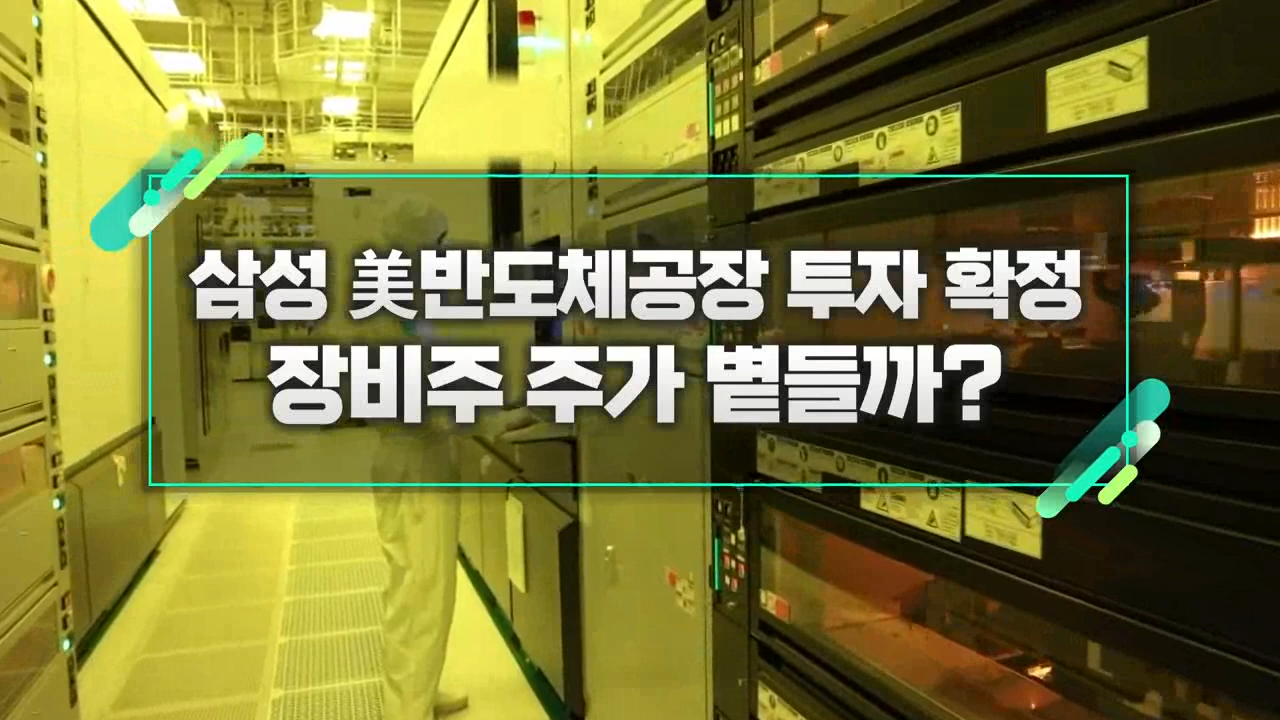 삼성 美반도체공장 투자 확정
장비주 주가 볕들까?